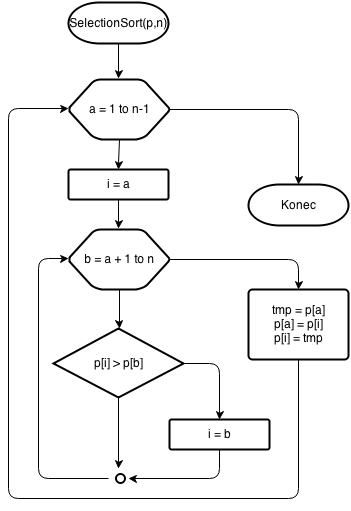 SelectionSort(p,n)
a = 1 to n-1
i = a
Konec
b = a + 1 to n
tmp = p[a]
p[a] = p[i]
p[i] = tmp
p[i] > p[b]
i = b